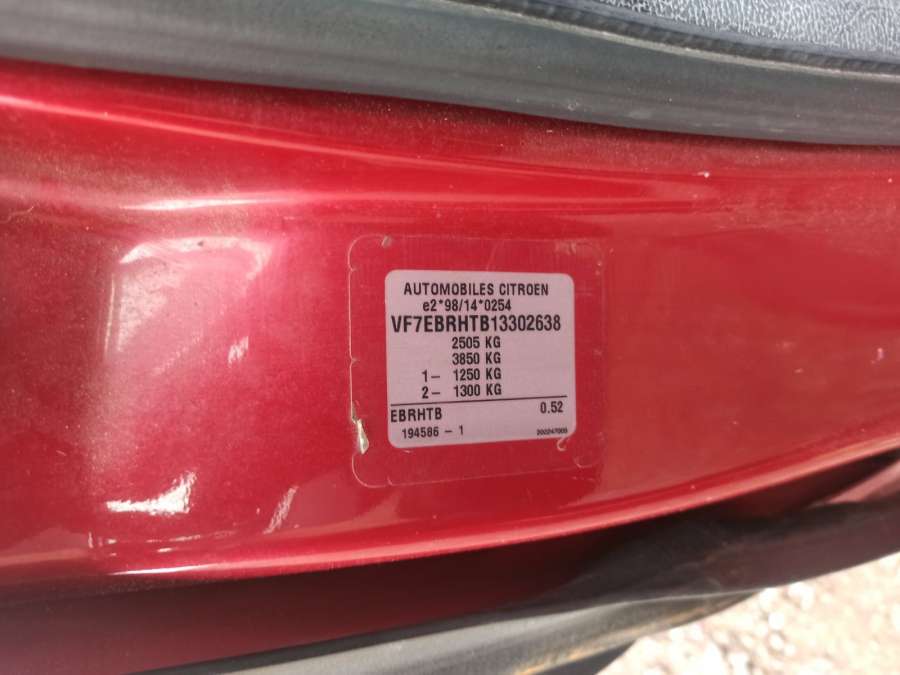 AUTOMOBILES CITROEN
e2*98/14*0254
VF7EBRHTB13302638
2505 KG
3850 KG
1- 1250 KG
2- 1300 KG
EBRHTB 0.52
194586 - 1